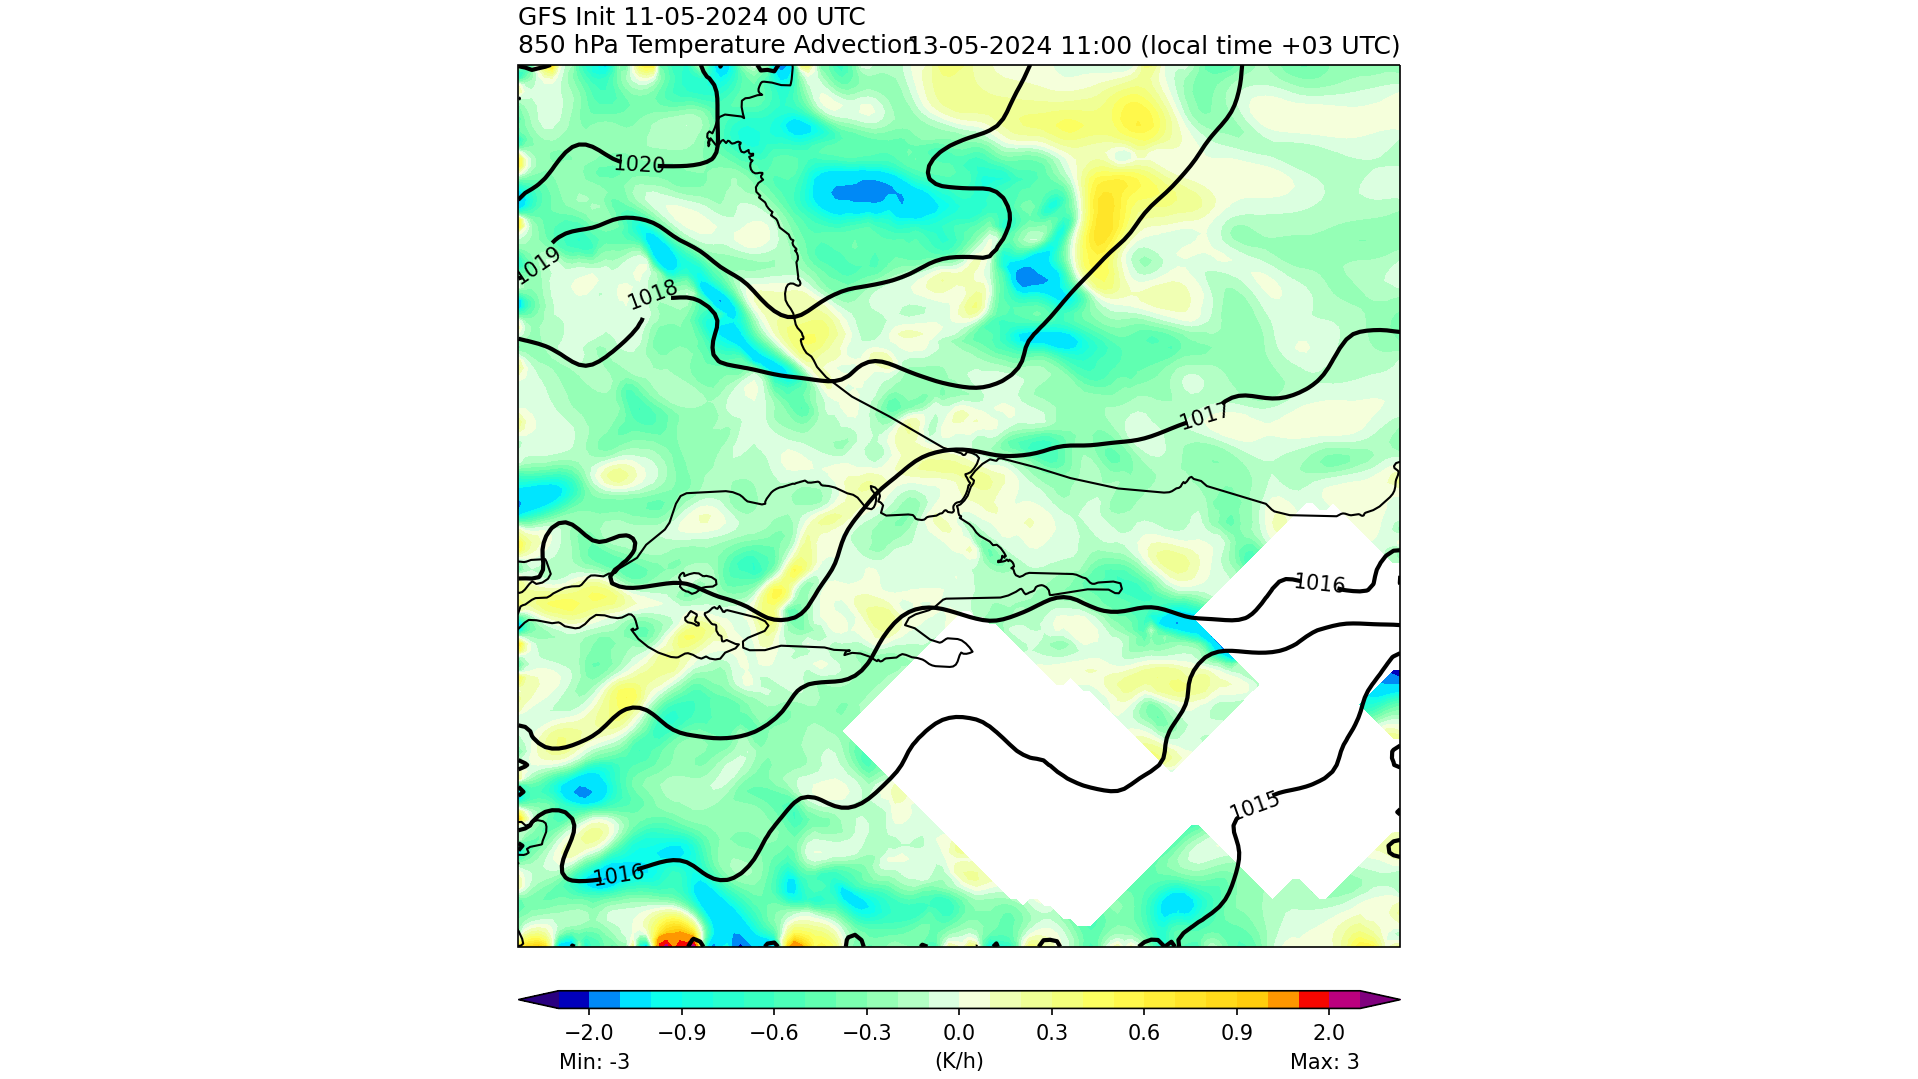 GFS Init 11-05-2024 00 UTC
850 hPa Temperature Advection
13-05-2024 11:00 (local time +03 UTC)
1020
1019
1018
1017
1016
1015
1016
−2.0 −0.9 −0.6 −0.3 0.0 0.3 0.6 0.9 2.0
Min: -3 (K/h) Max: 3